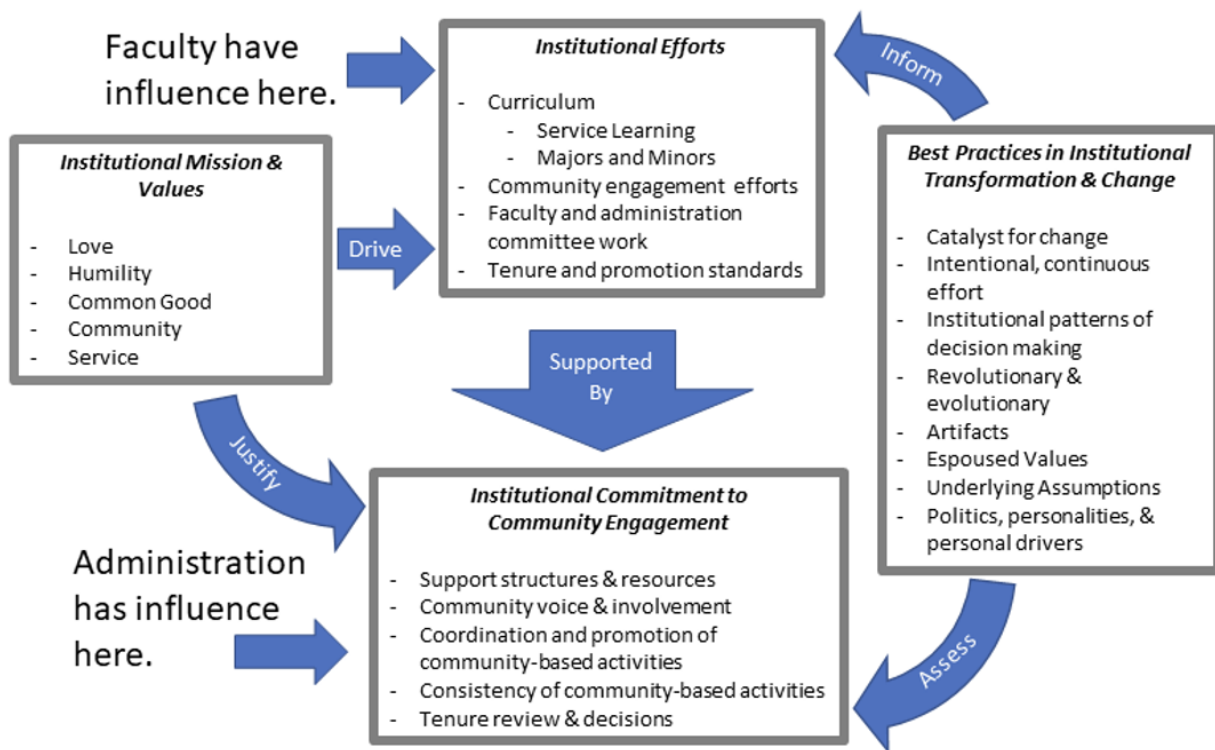 Faculty have
influence here.
Institutional Efforts
- Curriculum
- Service Learning
- Majors and Minors
- Community engagement efforts
- Faculty and administration
committee work
- Tenure and promotion standards
Inform
Institutional Mission &
Values
- Love
- Humility
- Common Good
- Community
- Service
Drive
Best Practices in Institutional
Transformation & Change
- Catalyst for change
- Intentional, continuous
effort
- Institutional patterns of
decision making
- Revolutionary &
evolutionary
- Artifacts
- Espoused Values
- Underlying Assumptions
- Politics, personalities, &
personal drivers
Supported
By
Justify
Institutional Commitment to
Community Engagement
- Support structures & resources
- Community voice & involvement
- Coordination and promotion of
community-based activities
- Consistency of community-based activities
- Tenure review & decisions
Administration
has influence
here.
Assess